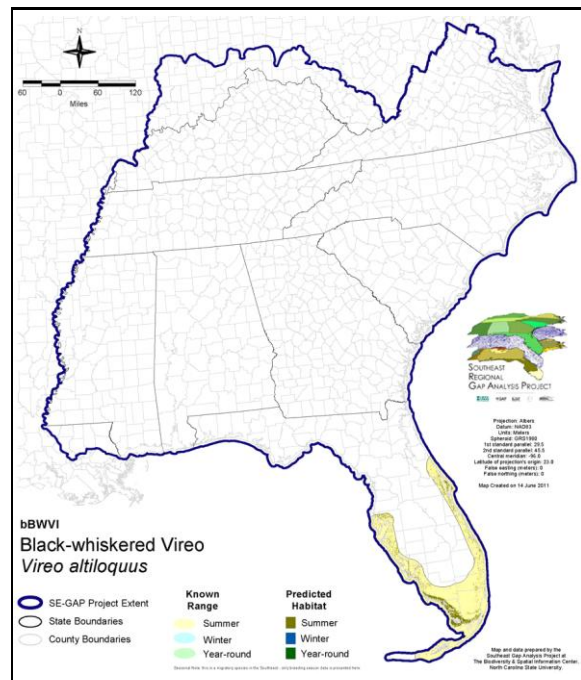 N
60 0 60 120
Miles
SOUTHEAST
REGIONAL
GAP ANALYSIS PROJECT
Projection: Albers
Datum: NAD83
Units: Meters
Spheroid: GRS1980
1st standard parallel: 29.5
2nd standard parallel: 45.5
Central meridian: -96.0
Latitude of projection's origin: 23.0
False easting (meters): 0
False northing (meters): 0
Map Created on 14 June 2011
bBWVI
Black-whiskered Vireo
Vireo altiloquus
SE-GAP Project Extent
State Boundaries
County Boundaries
Known
Range
Summer
Winter
Year-round
Predicted
Habitat
Summer
Winter
Year-round
Map and data prepared by the
Southeast Gap Analysis Project at
The Biodiversity & Spatial Information Center,
North Carolina State University.